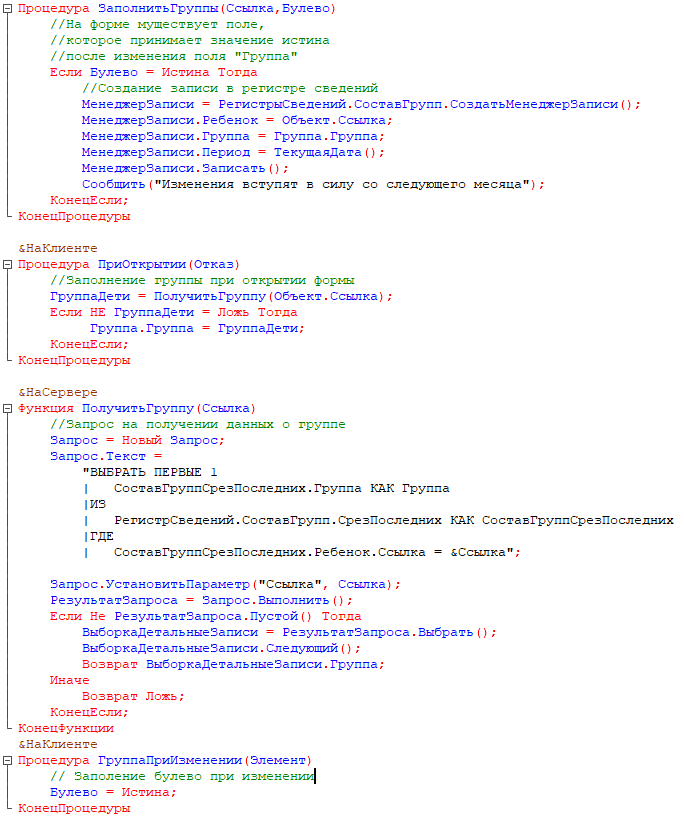 Процедура ЗаполнитьГруппы(Ссылка,Булево)
//На форме муществует поле,
//которое принимает значение истина
//после изменения поля "Группа"
Если Булево = Истина Тогда
//Создание записи в регистре сведений
МенеджерЗаписи = РегистрыСведений.СоставГрупп.СоздатьМенеджерЗаписи();
МенеджерЗаписи.Ребенок = Объект.Ссылка;
МенеджерЗаписи.Группа = Группа.Группа;
МенеджерЗаписи.Период = ТекущаяДата();
МенеджерЗаписи.Записать();
Сообщить("Изменения вступят в силу со следующего месяца");
КонецЕсли;
КонецПроцедуры
&НаКлиенте
Процедура ПриОткрытии(Отказ)
//Заполнение группы при открытии формы
ГруппаДети = ПолучитьГруппу(Объект.Ссылка);
Если НЕ ГруппаДети = Ложь Тогда
Группа.Группа = ГруппаДети;
КонецЕсли;
КонецПроцедуры
&НаСервере
Функция ПолучитьГруппу(Ссылка)
//Запрос на получении данных о группе
Запрос = Новый Запрос;
Запрос.Текст =
"ВЫБРАТЬ ПЕРВЫЕ 1
| СоставГруппСрезПоследних.Группа КАК Группа
|ИЗ
| РегистрСведений.СоставГрупп.СрезПоследних КАК СоставГруппСрезПоследних
|ГДЕ
| СоставГруппСрезПоследних.Ребенок.Ссылка = &Ссылка";
Запрос.УстановитьПараметр("Ссылка", Ссылка);
РезультатЗапроса = Запрос.Выполнить();
Если Не РезультатЗапроса.Пустой() Тогда
ВыборкаДетальныеЗаписи = РезультатЗапроса.Выбрать();
ВыборкаДетальныеЗаписи.Следующий();
Возврат ВыборкаДетальныеЗаписи.Группа;
Иначе
Возврат Ложь;
КонецЕсли;
КонецФункции
&НаКлиенте
Процедура ГруппаПриИзменении(Элемент)
// Заполение булево при изменении
Булево = Истина;
КонецПроцедуры